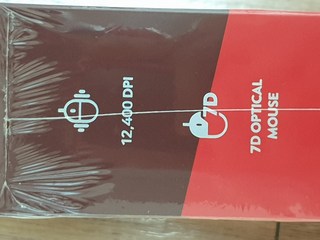 12,400 DPI
7D
7D OPTICAL
MOUSE